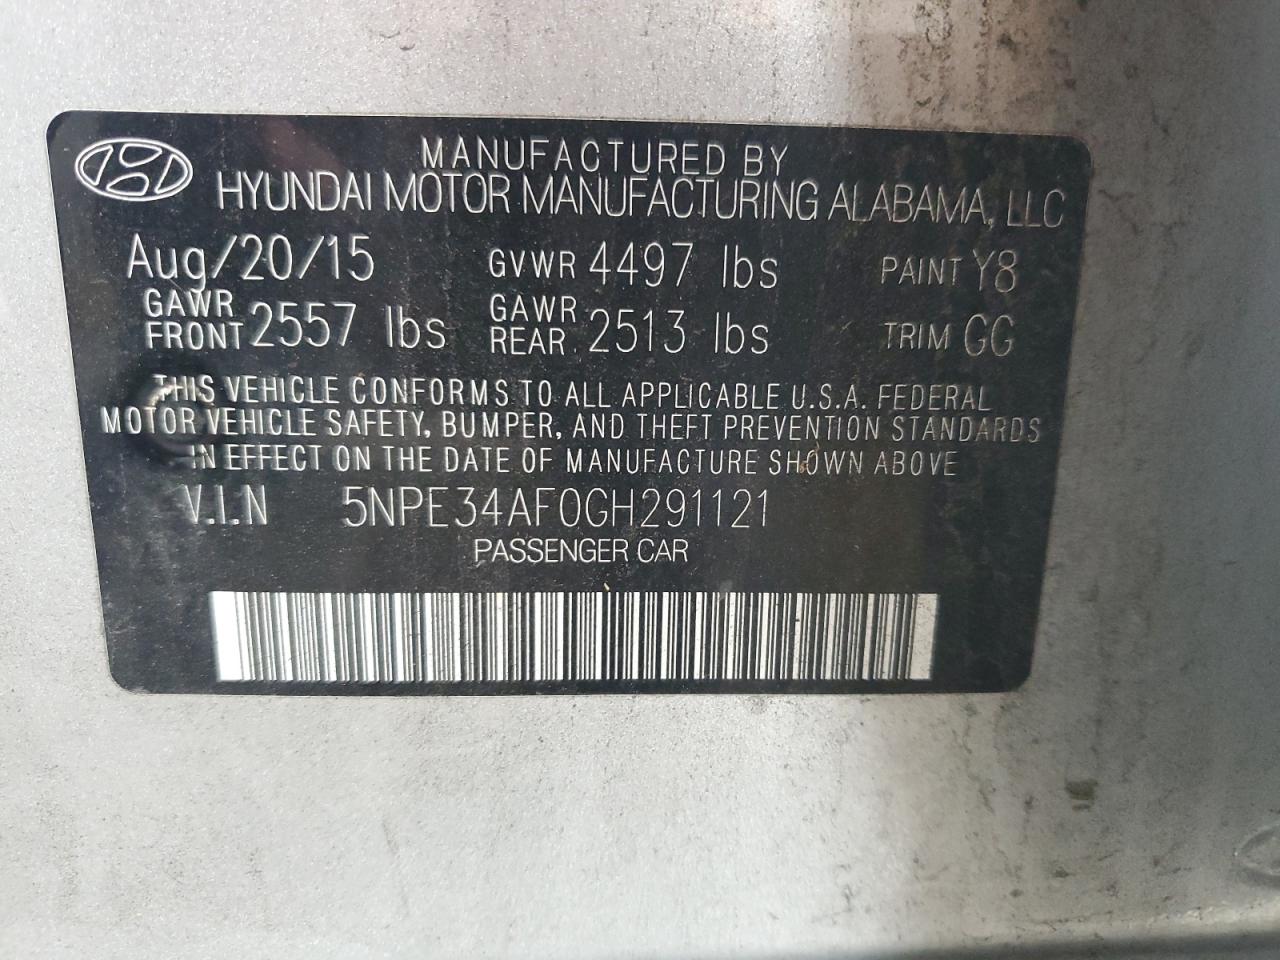 MANUFACTURED BY
HYUNDAI MOTOR MANUFACTURING ALABAMA, LLC
Aug/20/15 GVWR 4497 lbs PAINT Y8
GAWR FRONT 2557 lbs GAWR REAR 2513 lbs TRIM GG
THIS VEHICLE CONFORMS TO ALL APPLICABLE U.S.A. FEDERAL
MOTOR VEHICLE SAFETY, BUMPER, AND THEFT PREVENTION STANDARDS
IN EFFECT ON THE DATE OF MANUFACTURE SHOWN ABOVE
V.I.N 5NPE34AF0GH291121
PASSENGER CAR